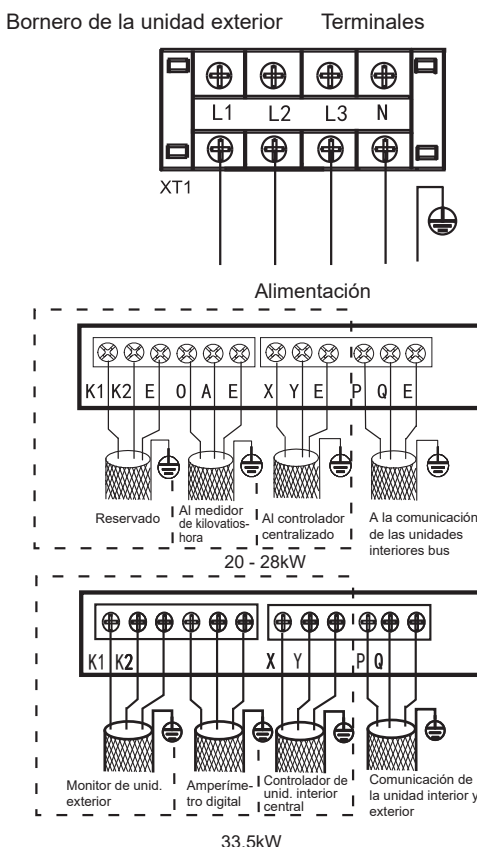 Bornero de la unidad exterior Terminales
L1 L2 L3 N
XT1
Alimentación
K1 K2 E O A E X Y E P Q E
Reservado
Al medidor
de kilovatios-
hora
Al controlador
centralizado
A la comunicación
de las unidades
interiores bus
20 - 28kW
K1 K2 X Y P Q
Monitor de unid.
exterior
Amperíme-
tro digital
Controlador de
unid. interior
central
Comunicación de
la unidad interior y
exterior
33.5kW